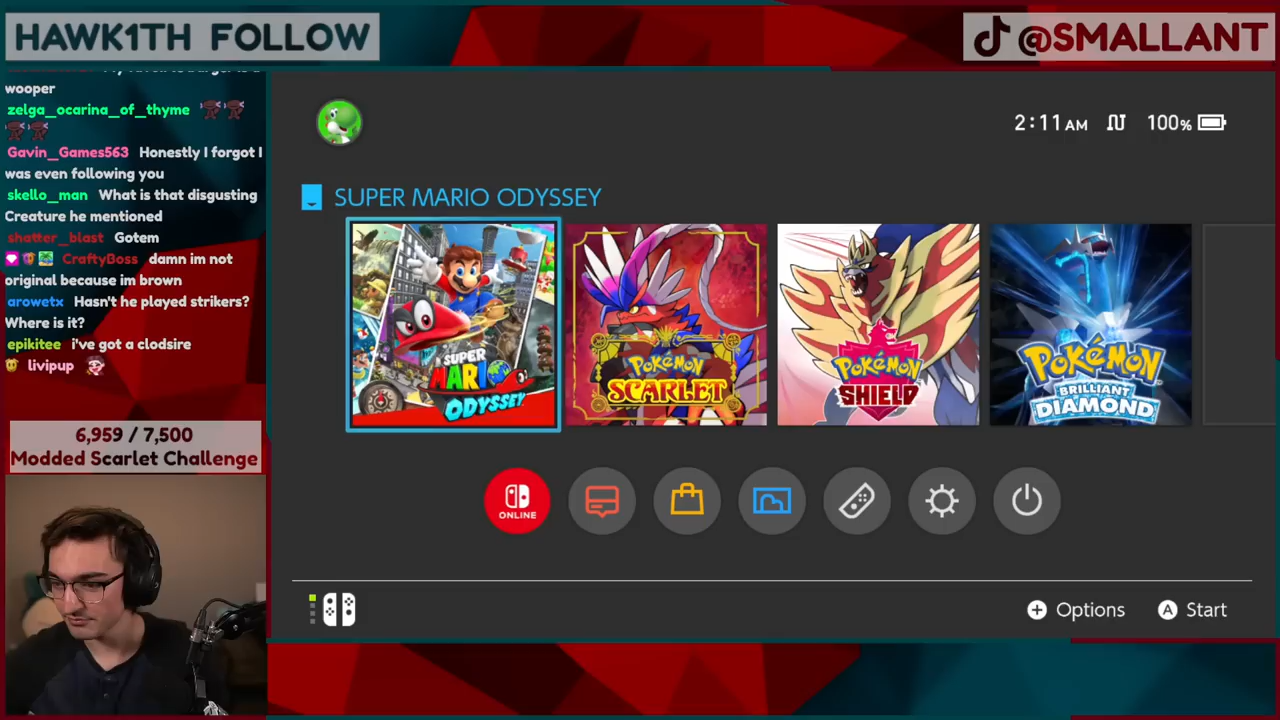 HAWK1TH FOLLOW
@SMALLANT
wooper
zelga_ocarina_of_thyme
Gavin_Games563 Honestly I forgot I
was even following you
skello_man What is that disgusting
Creature he mentioned
shatter_blast Gotem
CraftyBoss damn im not
original because im brown
arowetx Hasn't he played strikers?
Where is it?
epikitee i've got a clodsire
livipup
6,959 / 7,500
Modded Scarlet Challenge
2:11 AM 100%
SUPER MARIO ODYSSEY
SUPER
MARIO
ODYSSEY
POKéMON
SCARLET
POKéMON
SHIELD
POKéMON
BRILLIANT
DIAMOND
ONLINE
Options
A Start